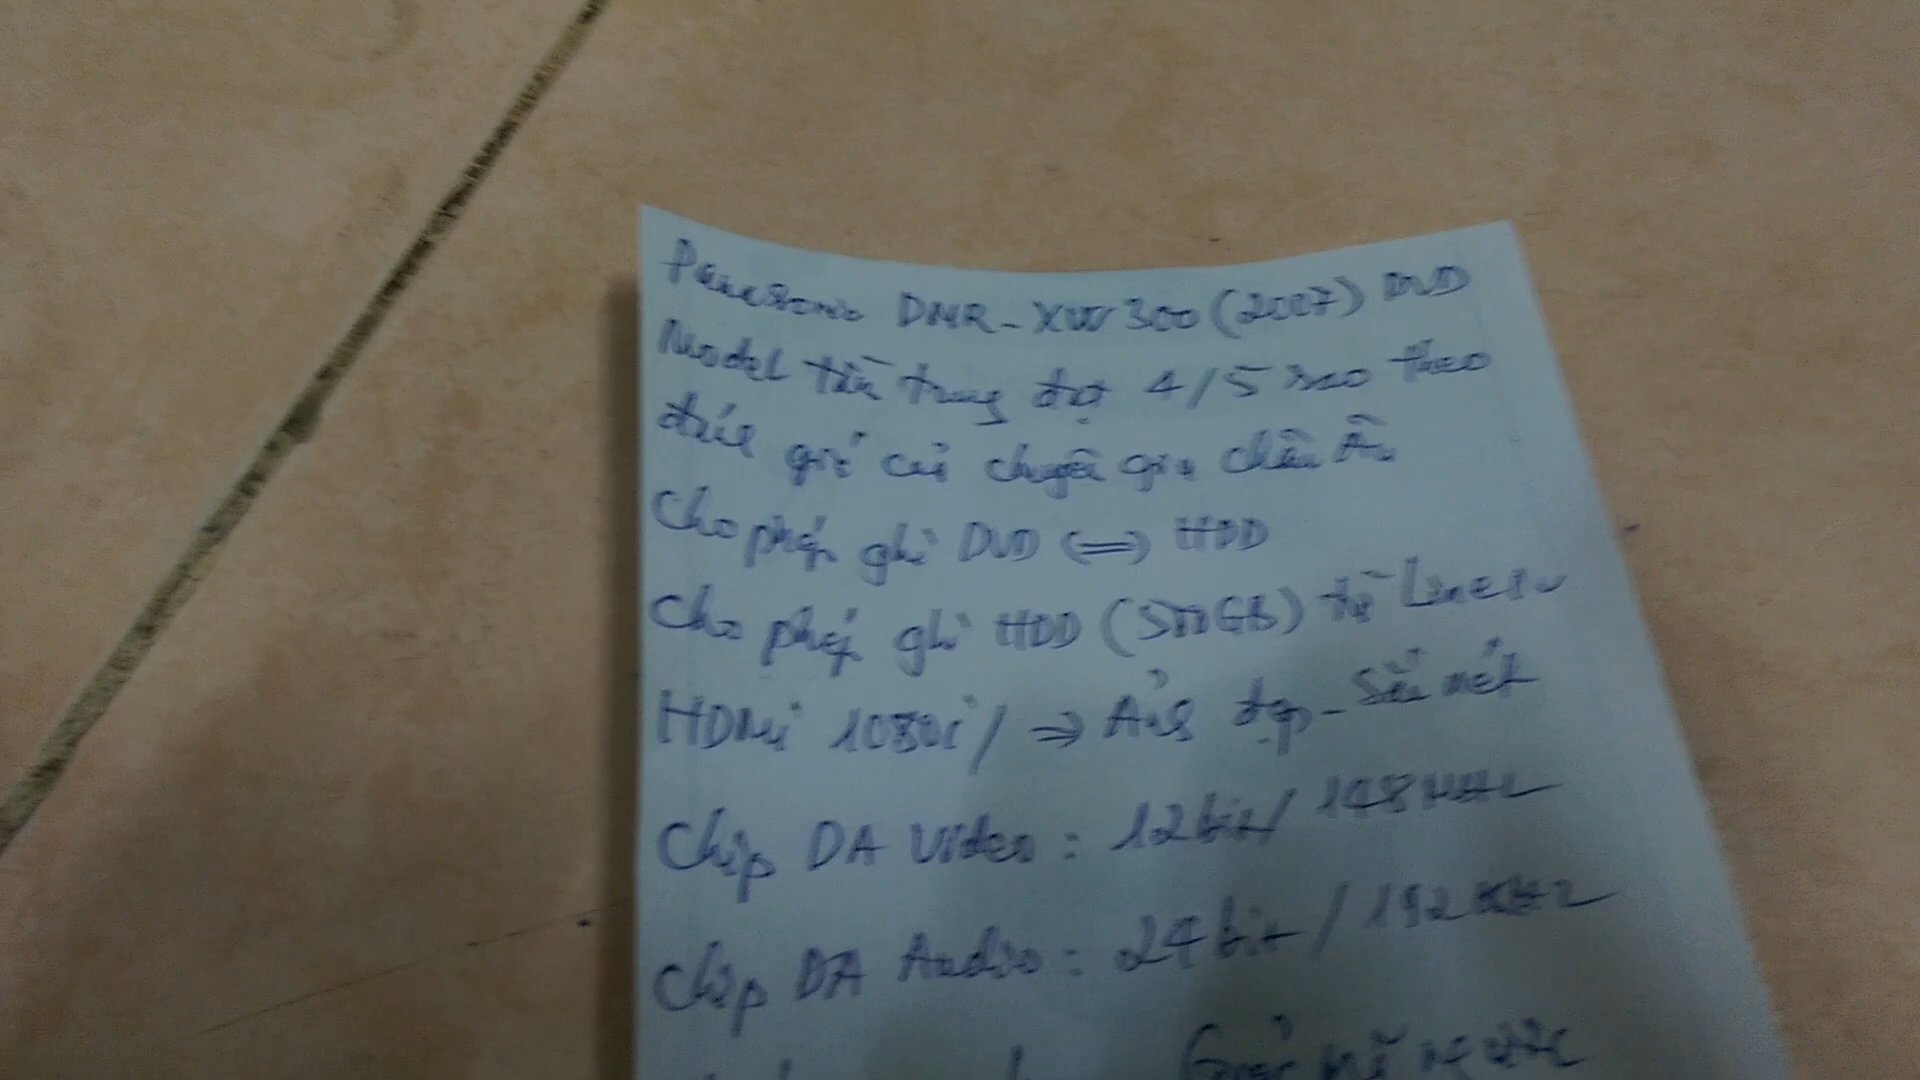 Panasonic DMR-XW300 (2007) DVD
Model tầm trung đạt 4/5 sao theo
đánh giá của chuyên gia châu Âu
Cho phép ghi DVD <=> HDD
Cho phép ghi HDD (500GB) từ Line in
HDMI 1080i/ => Ảnh đẹp - Sắc nét
Chip DA Video: 12bit/ 148MHz
Chip DA Audio: 24bit/192KHz